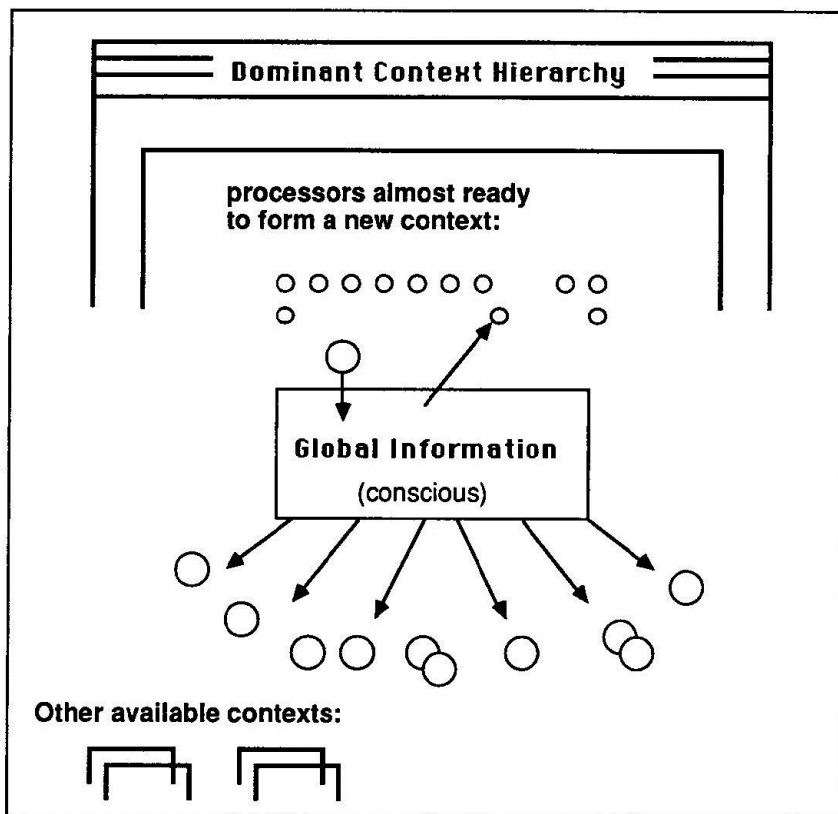 Dominant Context Hierarchy
processors almost ready
to form a new context:
Global Information
(conscious)
Other available contexts: